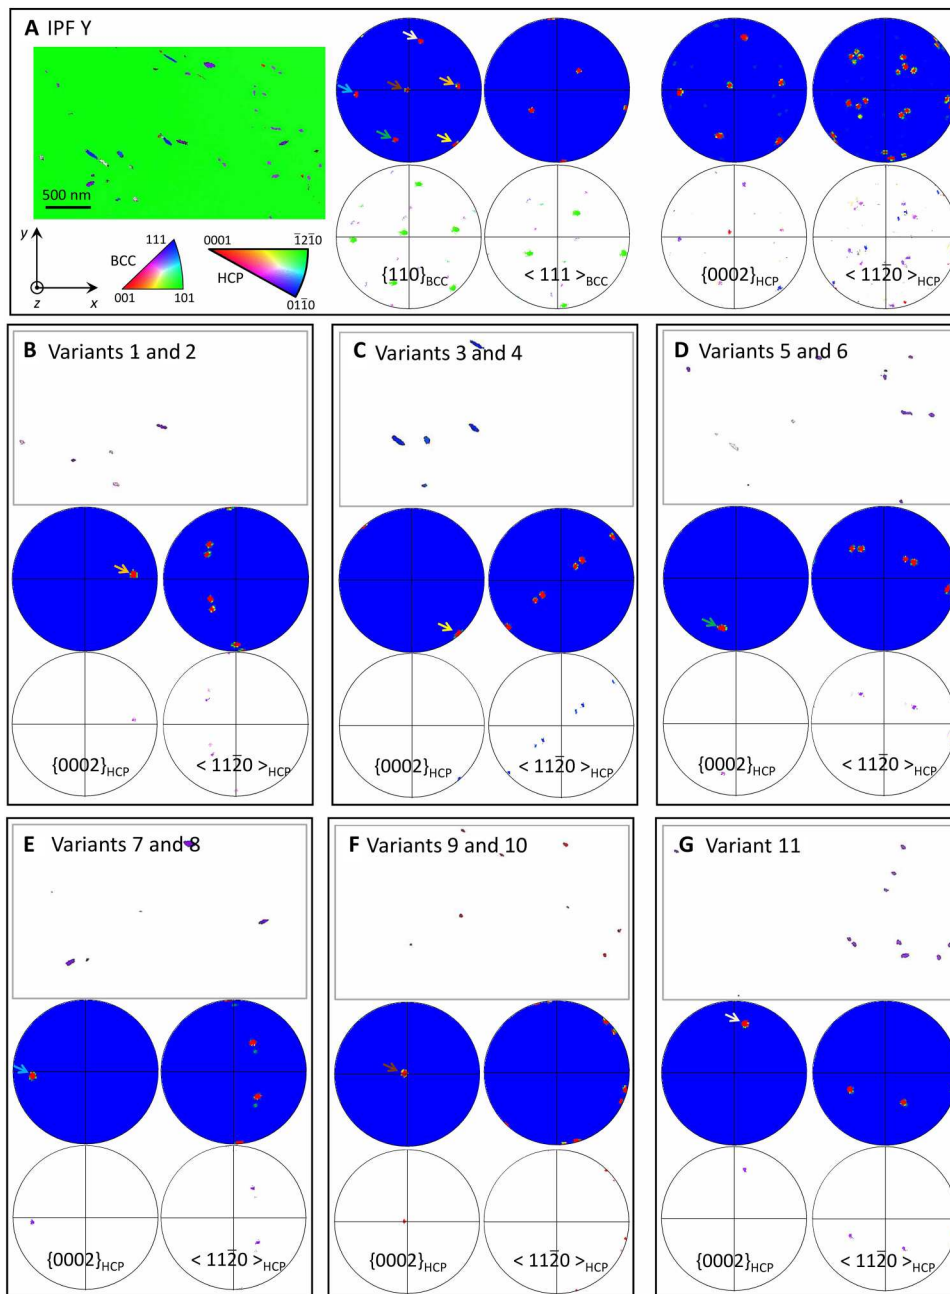 A IPF Y
500 nm
y
z
x
BCC
111
001
101
0001
1̅21̅0
HCP
011̅0
{110}BCC
< 111 >BCC
{0002}HCP
< 112̅0 >HCP
B Variants 1 and 2
{0002}HCP
< 112̅0 >HCP
C Variants 3 and 4
{0002}HCP
< 112̅0 >HCP
D Variants 5 and 6
{0002}HCP
< 112̅0 >HCP
E Variants 7 and 8
{0002}HCP
< 112̅0 >HCP
F Variants 9 and 10
{0002}HCP
< 112̅0 >HCP
G Variant 11
{0002}HCP
< 112̅0 >HCP